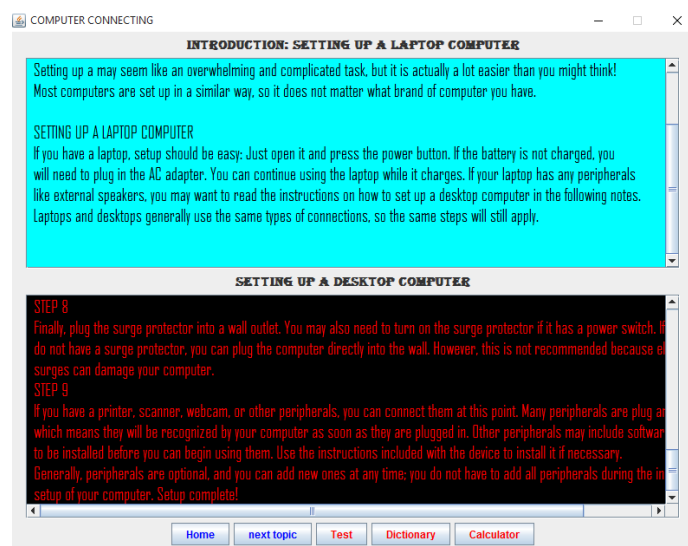 COMPUTER CONNECTING
INTRODUCTION: SETTING UP A LAPTOP COMPUTER
Setting up a may seem like an overwhelming and complicated task, but it is actually a lot easier than you might think!
Most computers are set up in a similar way, so it does not matter what brand of computer you have.
SETTING UP A LAPTOP COMPUTER
If you have a laptop, setup should be easy: Just open it and press the power button. If the battery is not charged, you
will need to plug in the AC adapter. You can continue using the laptop while it charges. If your laptop has any peripherals
like external speakers, you may want to read the instructions on how to set up a desktop computer in the following notes.
Laptops and desktops generally use the same types of connections, so the same steps will still apply.
SETTING UP A DESKTOP COMPUTER
STEP 8
Finally, plug the surge protector into a wall outlet. You may also need to turn on the surge protector if it has a power switch. If
do not have a surge protector, you can plug the computer directly into the wall. However, this is not recommended because
surges can damage your computer.
STEP 9
If you have a printer, scanner, webcam, or other peripherals, you can connect them at this point. Many peripherals are plug
which means they will be recognized by your computer as soon as they are plugged in. Other peripherals may include
to be installed before you can begin using them. Use the instructions included with the device to install it if necessary.
Generally, peripherals are optional, and you can add new ones at any time; you do not have to add all peripherals during the
setup of your computer. Setup complete!
Home next topic Test Dictionary Calculator